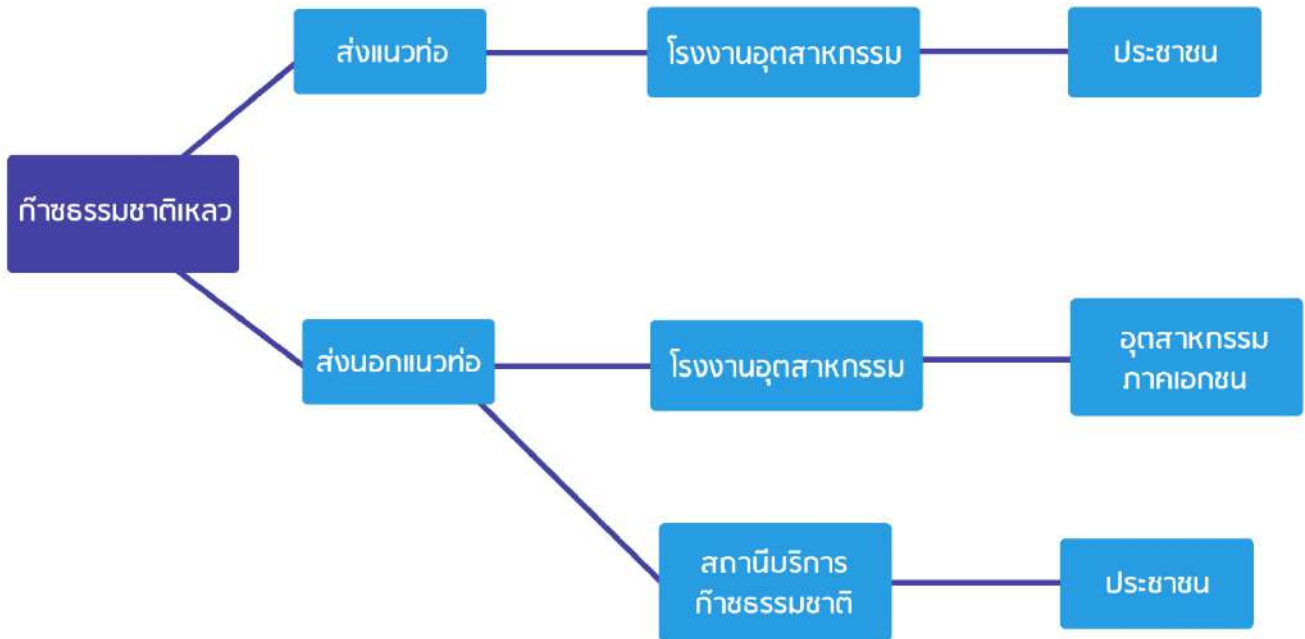 ส่งแนวท่อ
โรงงานอุตสาหกรรม
ประชาชน
ก๊าซธรรมชาติเหลว
ส่งนอกแนวท่อ
โรงงานอุตสาหกรรม
อุตสาหกรรม
ภาคเอกชน
สถานีบริการ
ก๊าซธรรมชาติ
ประชาชน